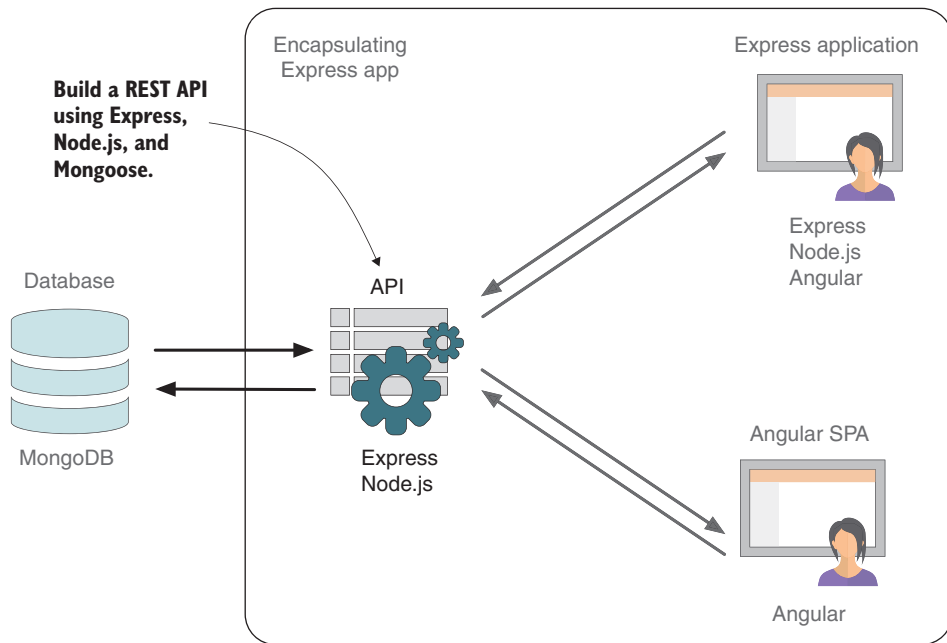 Encapsulating
Express app
Express application
Build a REST API
using Express,
Node.js, and
Mongoose.
Express
Node.js
Angular
Database
API
MongoDB
Express
Node.js
Angular SPA
Angular